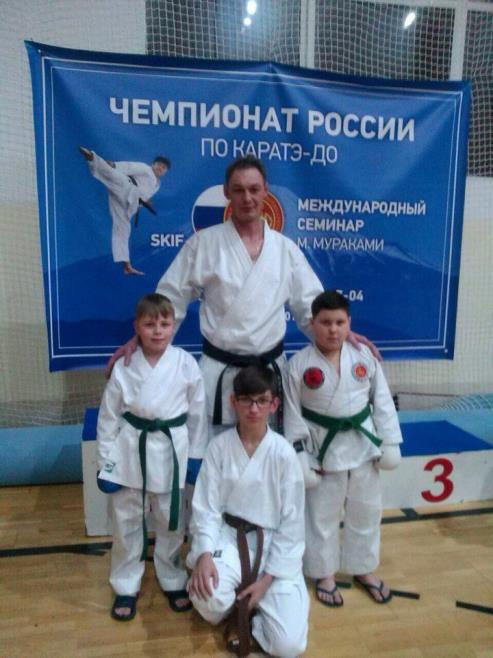 ЧЕМПИОНАТ РОССИИ
ПО КАРАТЭ-ДО
МЕЖДУНАРОДНЫЙ
СЕМИНАР
SKIF
М. МУРАКАМИ
3